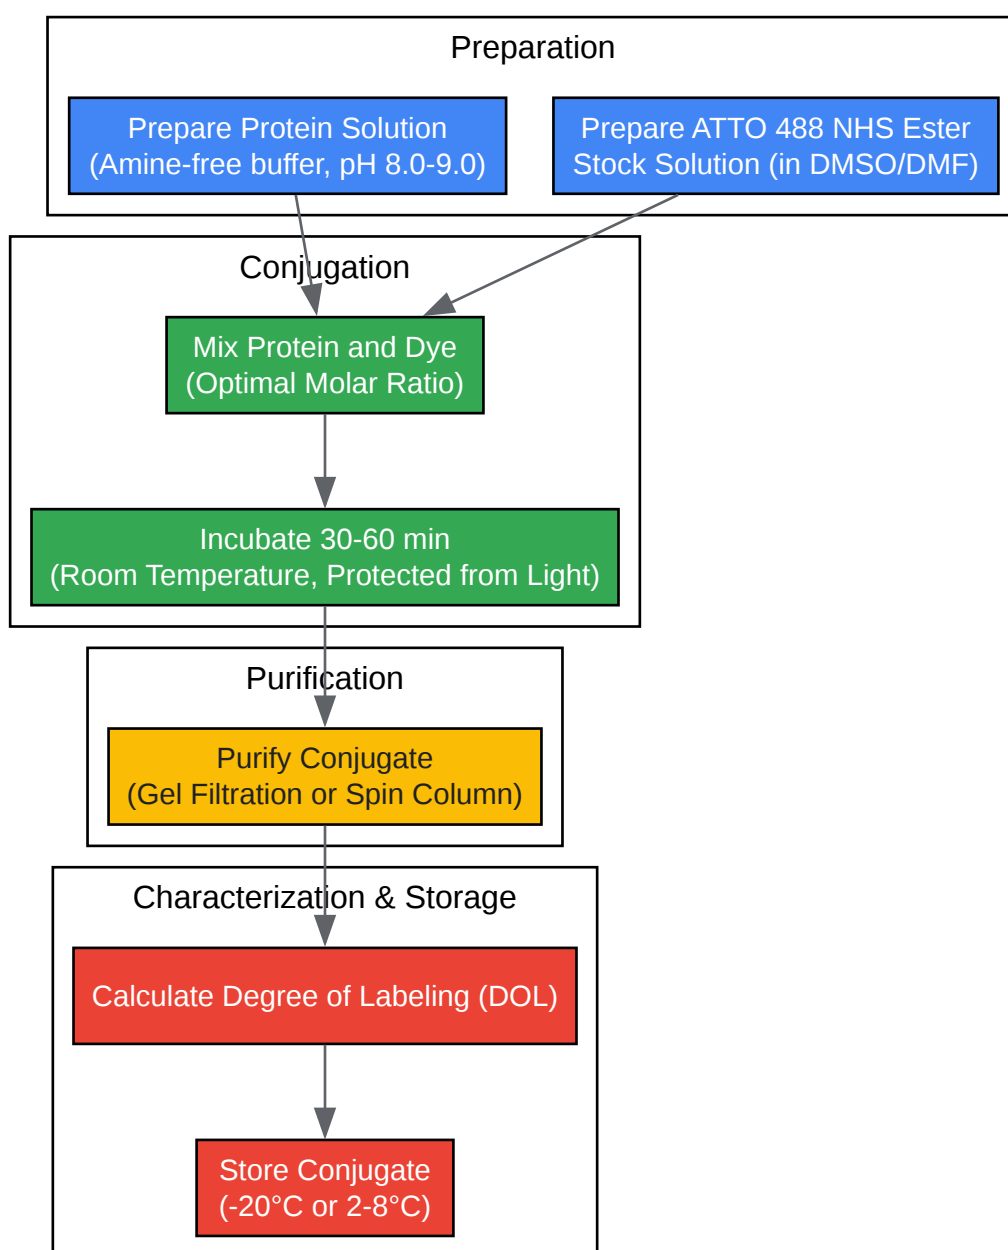 Preparation
Prepare Protein Solution
(Amine-free buffer, pH 8.0-9.0)
Prepare ATTO 488 NHS Ester
Stock Solution (in DMSO/DMF)
Conjugation
Mix Protein and Dye
(Optimal Molar Ratio)
Incubate 30-60 min
(Room Temperature, Protected from Light)
Purification
Purify Conjugate
(Gel Filtration or Spin Column)
Characterization & Storage
Calculate Degree of Labeling (DOL)
Store Conjugate
(-20°C or 2-8°C)